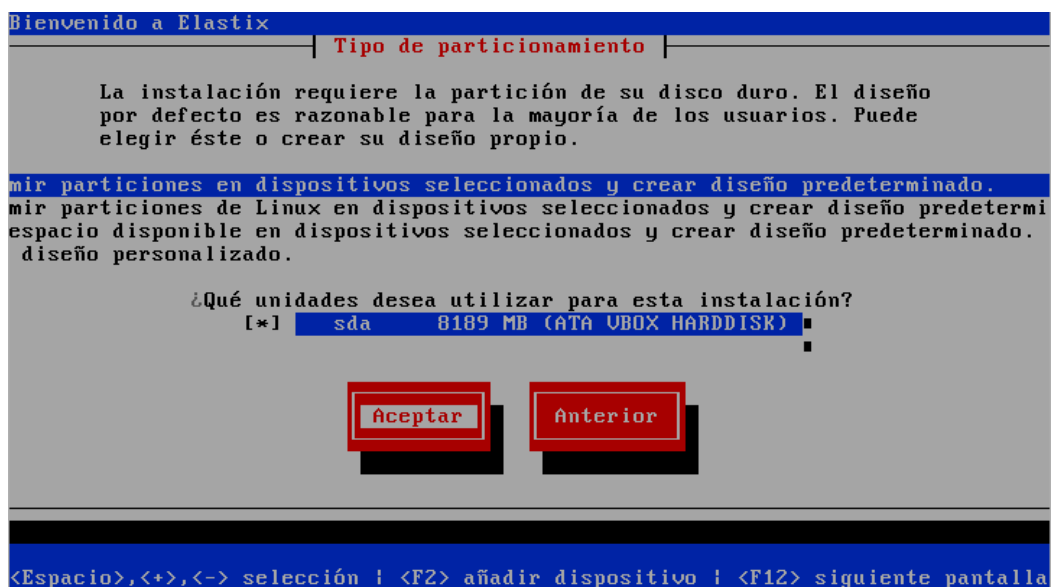 Bienvenido a Elastix
Tipo de particionamiento
La instalación requiere la partición de su disco duro. El diseño
por defecto es razonable para la mayoría de los usuarios. Puede
elegir éste o crear su diseño propio.
mir particiones en dispositivos seleccionados y crear diseño predeterminado.
mir particiones de Linux en dispositivos seleccionados y crear diseño predetermi
espacio disponible en dispositivos seleccionados y crear diseño predeterminado.
diseño personalizado.
¿Qué unidades desea utilizar para esta instalación?
[*] sda 8189 MB (ATA VBOX HARDDISK)
Aceptar Anterior
<Espacio>,<+>,<-> selección | <F2> añadir dispositivo | <F12> siguiente pantalla